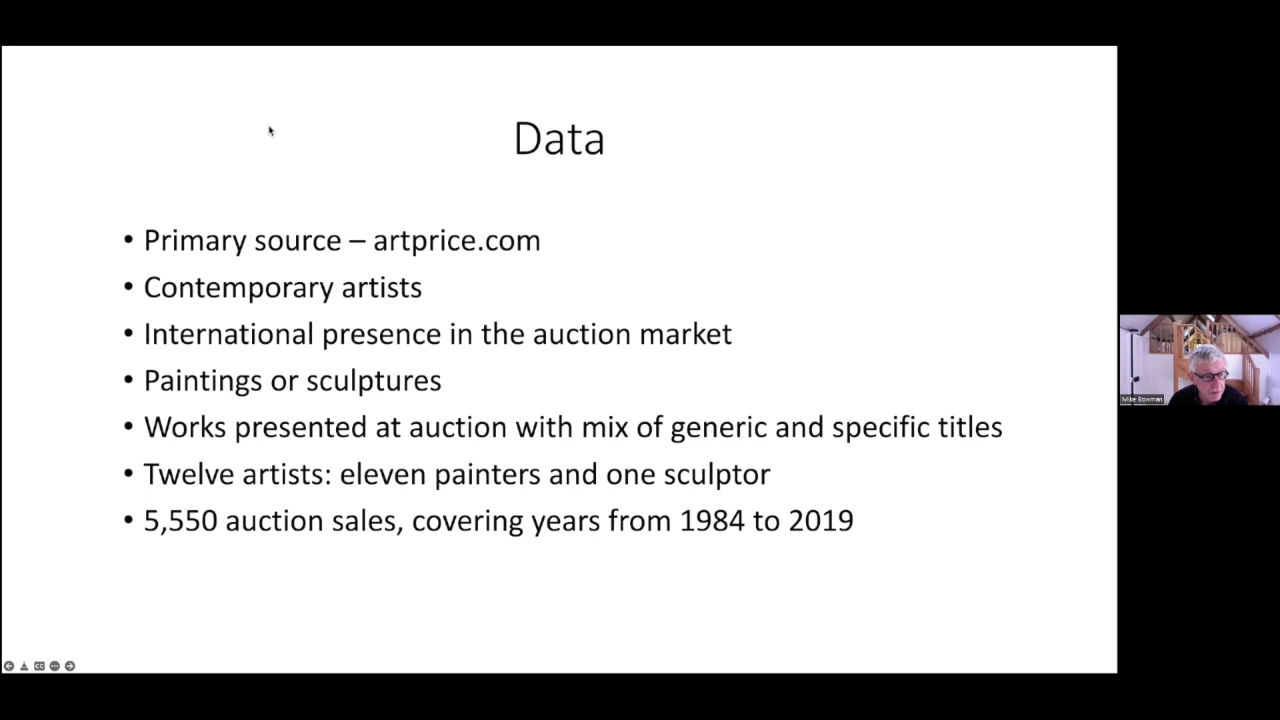 Data
• Primary source – artprice.com
• Contemporary artists
• International presence in the auction market
• Paintings or sculptures
• Works presented at auction with mix of generic and specific titles
• Twelve artists: eleven painters and one sculptor
• 5,550 auction sales, covering years from 1984 to 2019
Mike Bowman